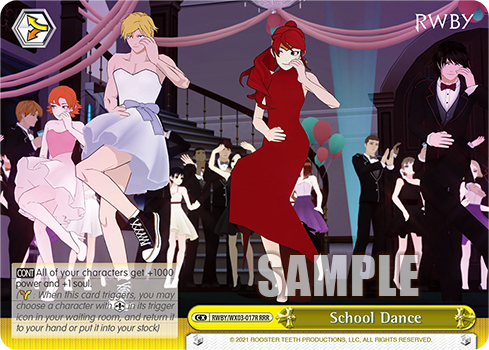 RWBY
CONT All of your characters get +1000
power and +1 soul.
: When this card triggers, you may
choose a character with in its trigger
icon in your waiting room, and return it
to your hand or put it into your stock)
SAMPLE
CX RWBY/WX03-017R RRR School Dance
© 2021 ROOSTER TEETH PRODUCTIONS, LLC, ALL RIGHTS RESERVED.